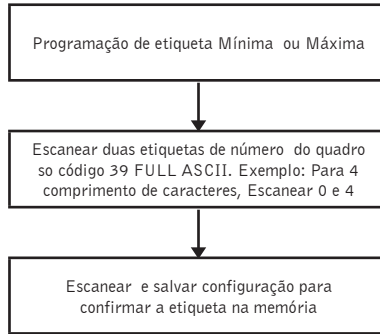 Programação de etiqueta Mínima ou Máxima
Escanear duas etiquetas de número do quadro
so código 39 FULL ASCII. Exemplo: Para 4
comprimento de caracteres, Escanear 0 e 4
Escanear e salvar configuração para
confirmar a etiqueta na memória